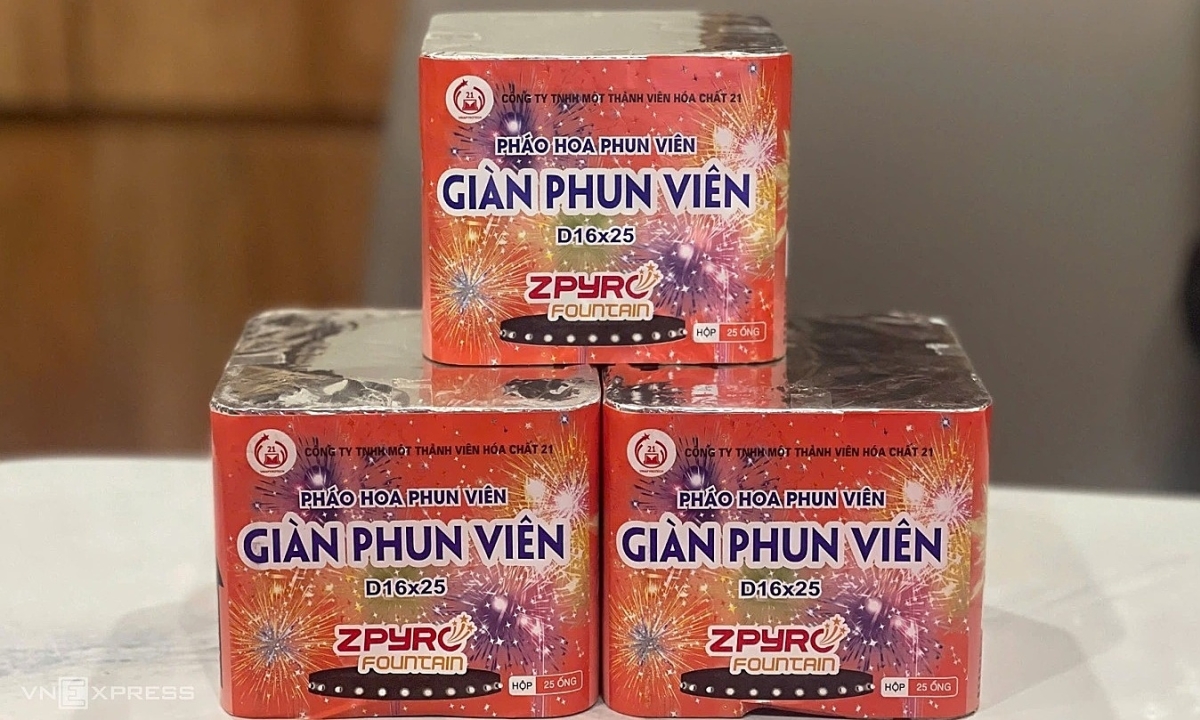 21
CÔNG TY TNHH MỘT THÀNH VIÊN HÓA CHẤT 21
PHÁO HOA PHUN VIÊN
GIÀN PHUN VIÊN
D16x25
ZPYRO
FOUNTAIN
HỘP 25 ỐNG
21
CÔNG TY TNHH MỘT THÀNH VIÊN HÓA CHẤT 21
PHÁO HOA PHUN VIÊN
GIÀN PHUN VIÊN
D16x25
ZPYRO
FOUNTAIN
HỘP 25 ỐNG
21
CÔNG TY TNHH MỘT THÀNH VIÊN HÓA CHẤT 21
PHÁO HOA PHUN VIÊN
GIÀN PHUN VIÊN
D16x25
ZPYRO
FOUNTAIN
HỘP 25 ỐNG
VNEXPRESS